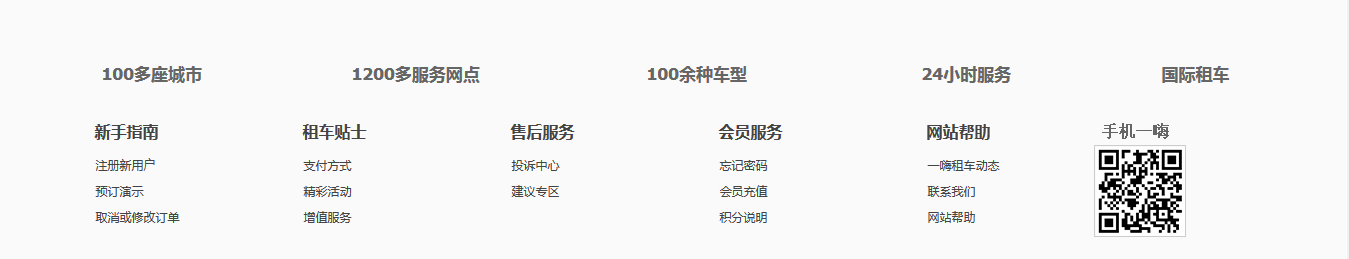 100多座城市 1200多服务网点 100余种车型 24小时服务 国际租车
新手指南 租车贴士 售后服务 会员服务 网站帮助 手机一嗨
注册新用户 支付方式 投诉中心 忘记密码 一嗨租车动态
预订演示 精彩活动 建议专区 会员充值 联系我们
取消或修改订单 增值服务 积分说明 网站帮助